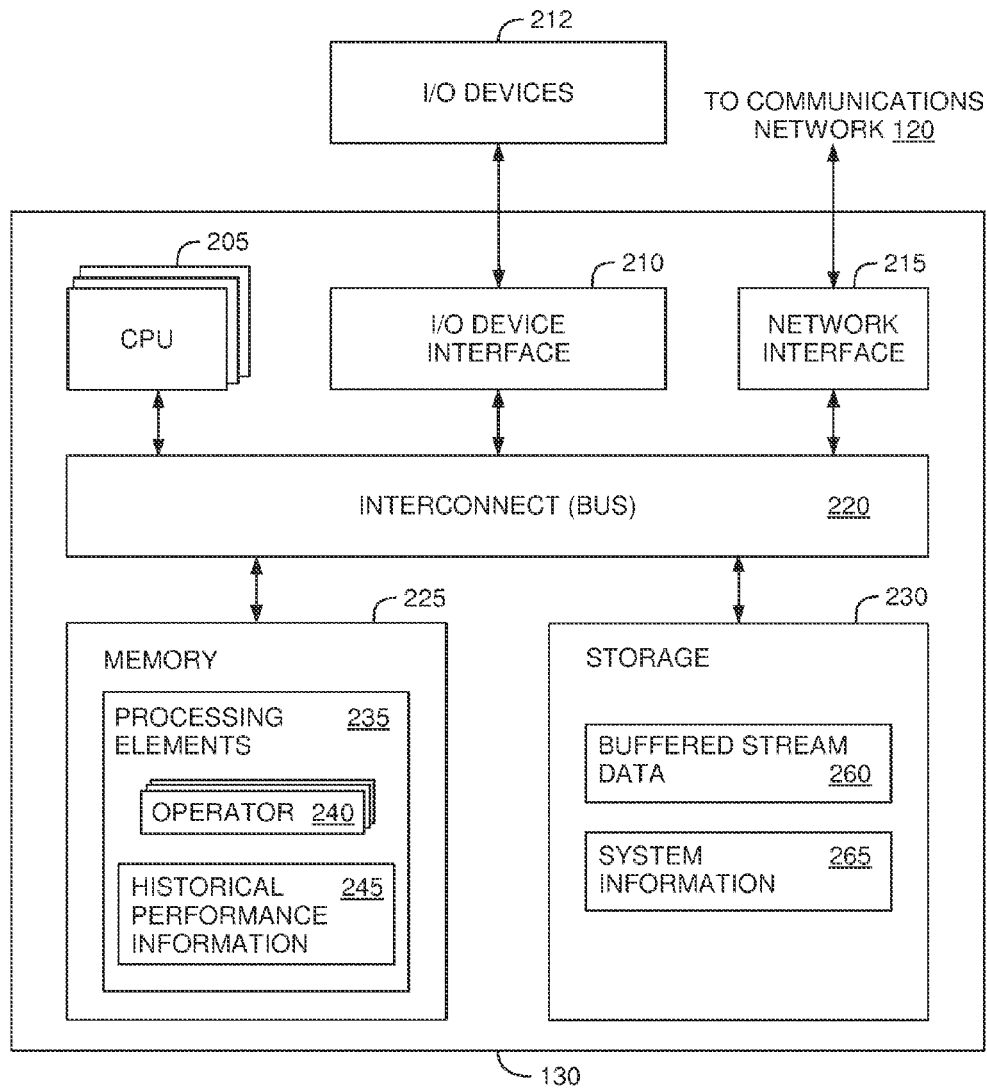 212
I/O DEVICES
TO COMMUNICATIONS
NETWORK 120
205
210
215
CPU
I/O DEVICE
INTERFACE
NETWORK
INTERFACE
INTERCONNECT (BUS) 220
225
230
MEMORY
PROCESSING 235
ELEMENTS
OPERATOR 240
HISTORICAL 245
PERFORMANCE
INFORMATION
STORAGE
BUFFERED STREAM
DATA 260
SYSTEM 265
INFORMATION
130